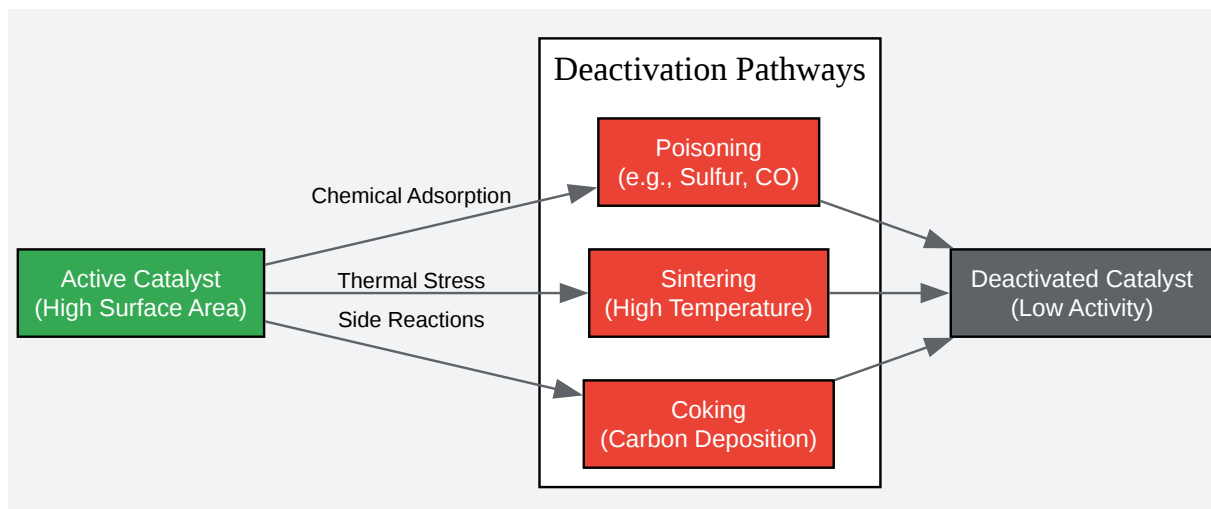 Deactivation Pathways
Poisoning
(e.g., Sulfur, CO)
Chemical Adsorption
Active Catalyst
(High Surface Area)
Thermal Stress
Side Reactions
Sintering
(High Temperature)
Deactivated Catalyst
(Low Activity)
Coking
(Carbon Deposition)